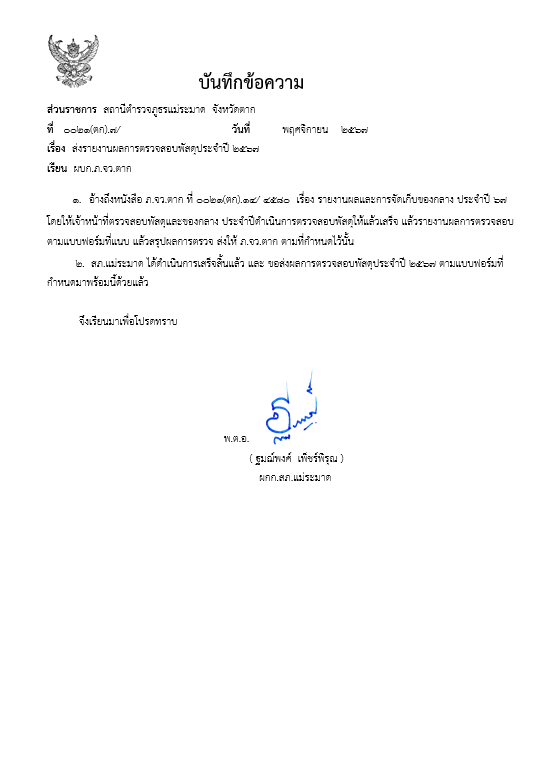 บันทึกข้อความ
ส่วนราชการ สถานีตำรวจภูธรแม่ระมาด จังหวัดตาก
ที่ ๐๐๒๑(ตก).๗/ วันที่ พฤศจิกายน ๒๕๖๗
เรื่อง ส่งรายงานผลการตรวจสอบพัสดุประจำปี ๒๕๖๗
เรียน ผบก.ภ.จว.ตาก
๑. อ้างถึงหนังสือ ภ.จว.ตาก ที่ ๐๐๒๑(ตก).๑๔/ ๔๕๘๐ เรื่อง รายงานผลและการจัดเก็บของกลาง ประจำปี ๖๗
โดยให้เจ้าหน้าที่ตรวจสอบพัสดุและของกลาง ประจำปีดำเนินการตรวจสอบพัสดุให้แล้วเสร็จ แล้วรายงานผลการตรวจสอบ
ตามแบบฟอร์มที่แนบ แล้วสรุปผลการตรวจ ส่งให้ ภ.จว.ตาก ตามที่กำหนดไว้นั้น
๒. สภ.แม่ระมาด ได้ดำเนินการเสร็จสิ้นแล้ว และ ขอส่งผลการตรวจสอบพัสดุประจำปี ๒๕๖๗ ตามแบบฟอร์มที่
กำหนดมาพร้อมนี้ด้วยแล้ว
จึงเรียนมาเพื่อโปรดทราบ
พ.ต.อ.
( ฐมฌ์พงศ์ เพ็ชร์พิรุณ )
ผกก.สภ.แม่ระมาด